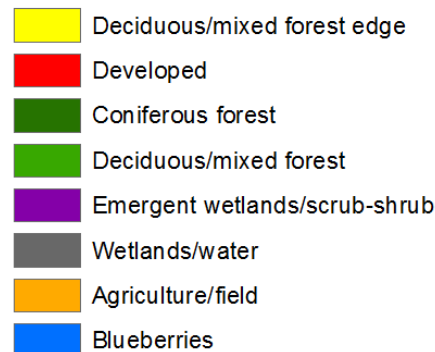 Deciduous/mixed forest edge
Developed
Coniferous forest
Deciduous/mixed forest
Emergent wetlands/scrub-shrub
Wetlands/water
Agriculture/field
Blueberries